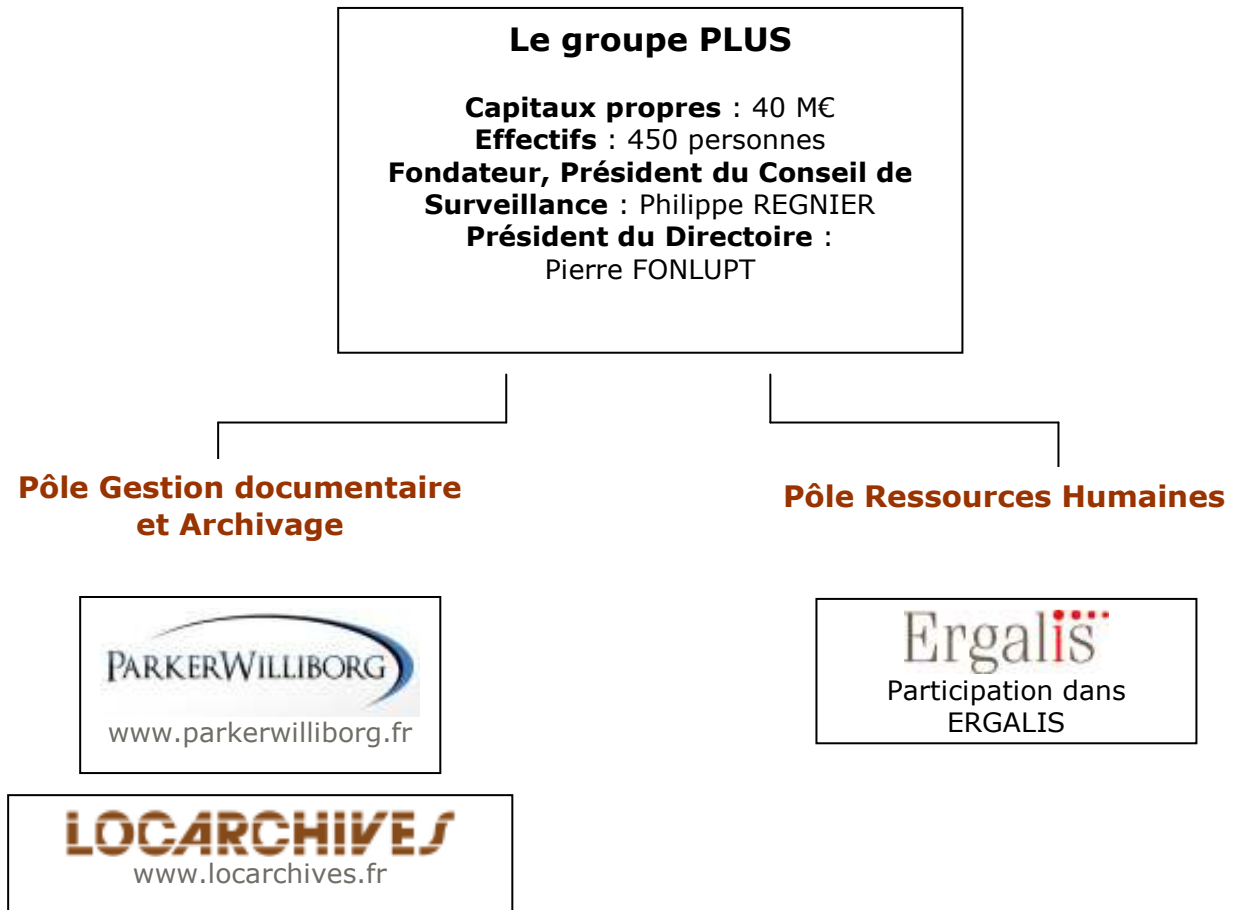 Le groupe PLUS
Capitaux propres : 40 M€
Effectifs : 450 personnes
Fondateur, Président du Conseil de
Surveillance : Philippe REGNIER
Président du Directoire :
Pierre FONLUPT
Pôle Gestion documentaire
et Archivage
PARKERWILLIBORG
www.parkerwilliborg.fr
LOCARCHIVES
www.locarchives.fr
Pôle Ressources Humaines
Ergalis
Participation dans
ERGALIS